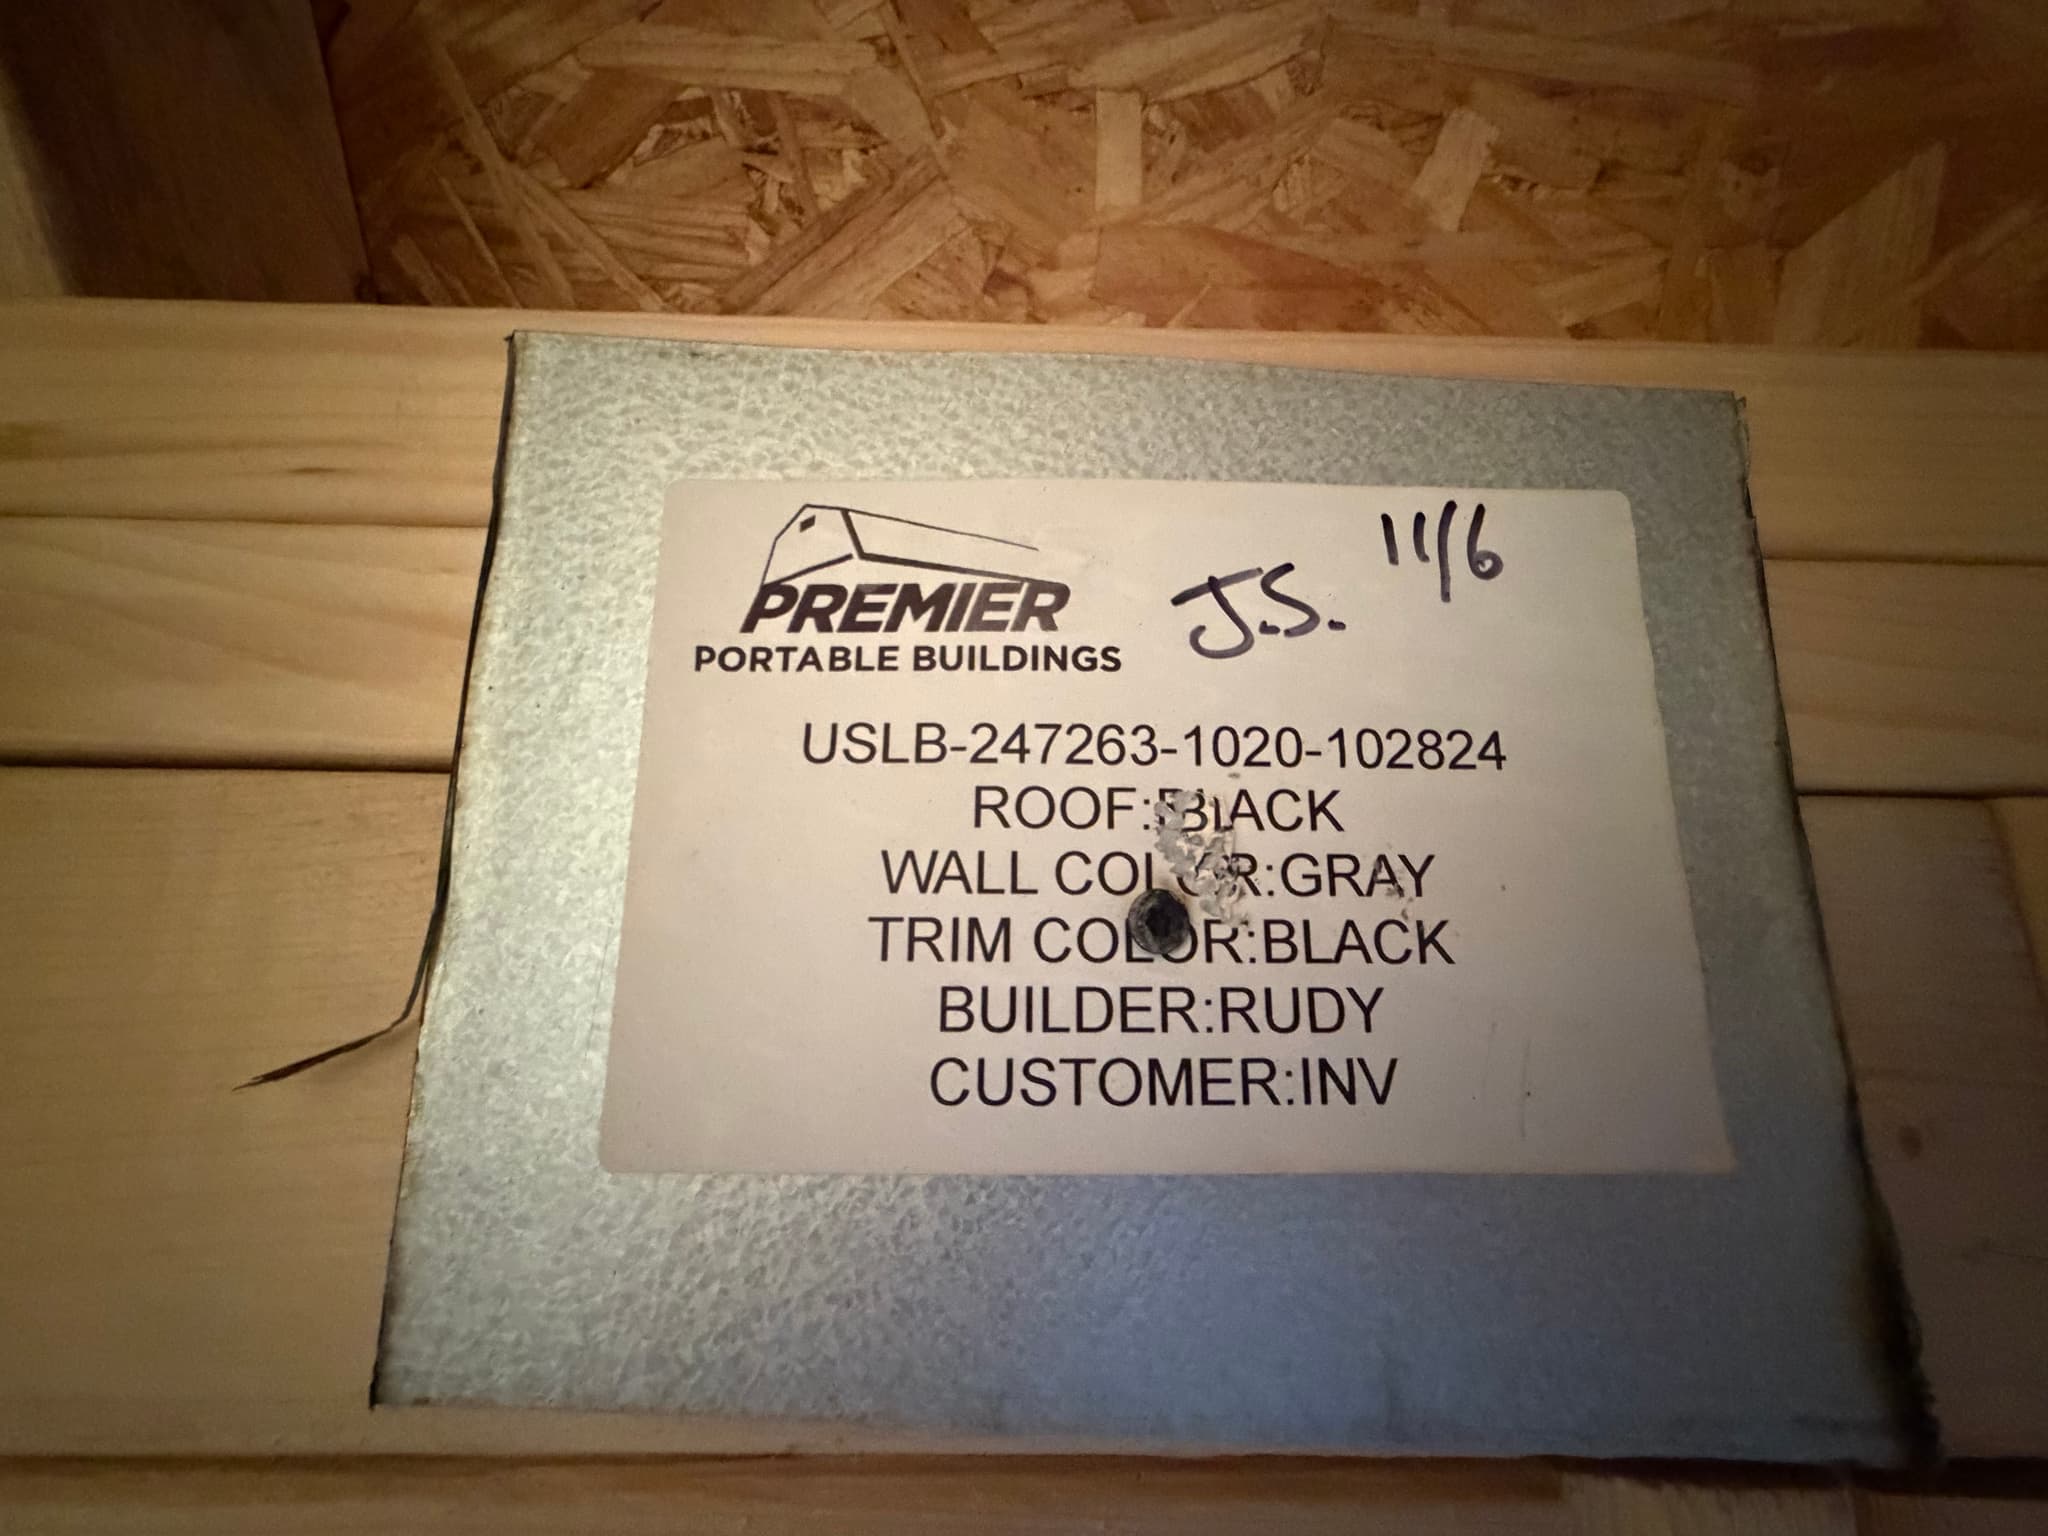 PREMIER
PORTABLE BUILDINGS
J.S. 11/6
USLB-247263-1020-102824
ROOF:BLACK
WALL COLOR:GRAY
TRIM COLOR:BLACK
BUILDER:RUDY
CUSTOMER:INV